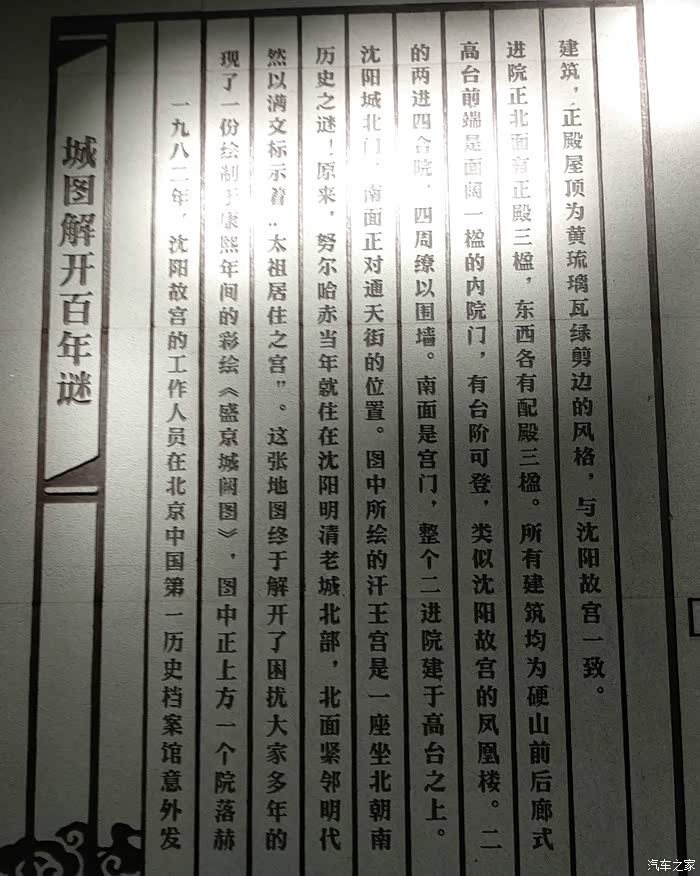 城图解开百年谜
一九八二年，沈阳故宫的工作人员在北京中国第一历史档案馆意外发
现了一份绘制于康熙年间的彩绘《盛京城阙图》，图中正上方一个院落赫
然以满文标示着：“太祖居住之宫”。这张地图终于解开了困扰大家多年的
历史之谜！原来，努尔哈赤当年就住在沈阳明清老城北部，北面紧邻明代
沈阳城北门，南面正对通天街的位置。图中所绘的汗王宫是一座坐北朝南
的两进四合院，四周缭以围墙。南面是宫门，整个二进院建于高台之上。
高台前端是面阔一楹的内院门，有台阶可登，类似沈阳故宫的凤凰楼。二
进院正北面有正殿三楹，东西各有配殿三楹。所有建筑均为硬山前后廊式
建筑，正殿屋顶为黄琉璃瓦绿剪边的风格，与沈阳故宫一致。
汽车之家